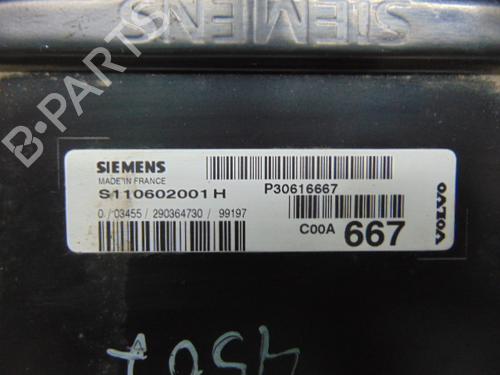 SIEMENS
B-PARTS
SIEMENS
MADE IN FRANCE
S110602001 H
P30616667
0 / 03455 / 290364730 / 99197
C00A 667
VOLVO